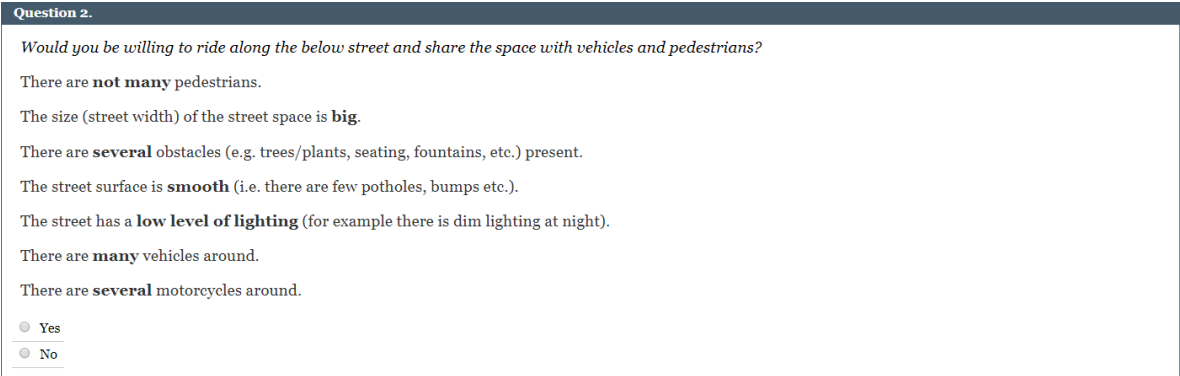 Question 2.
Would you be willing to ride along the below street and share the space with vehicles and pedestrians?
There are not many pedestrians.
The size (street width) of the street space is big.
There are several obstacles (e.g. trees/plants, seating, fountains, etc.) present.
The street surface is smooth (i.e. there are few potholes, bumps etc.).
The street has a low level of lighting (for example there is dim lighting at night).
There are many vehicles around.
There are several motorcycles around.
Yes
No